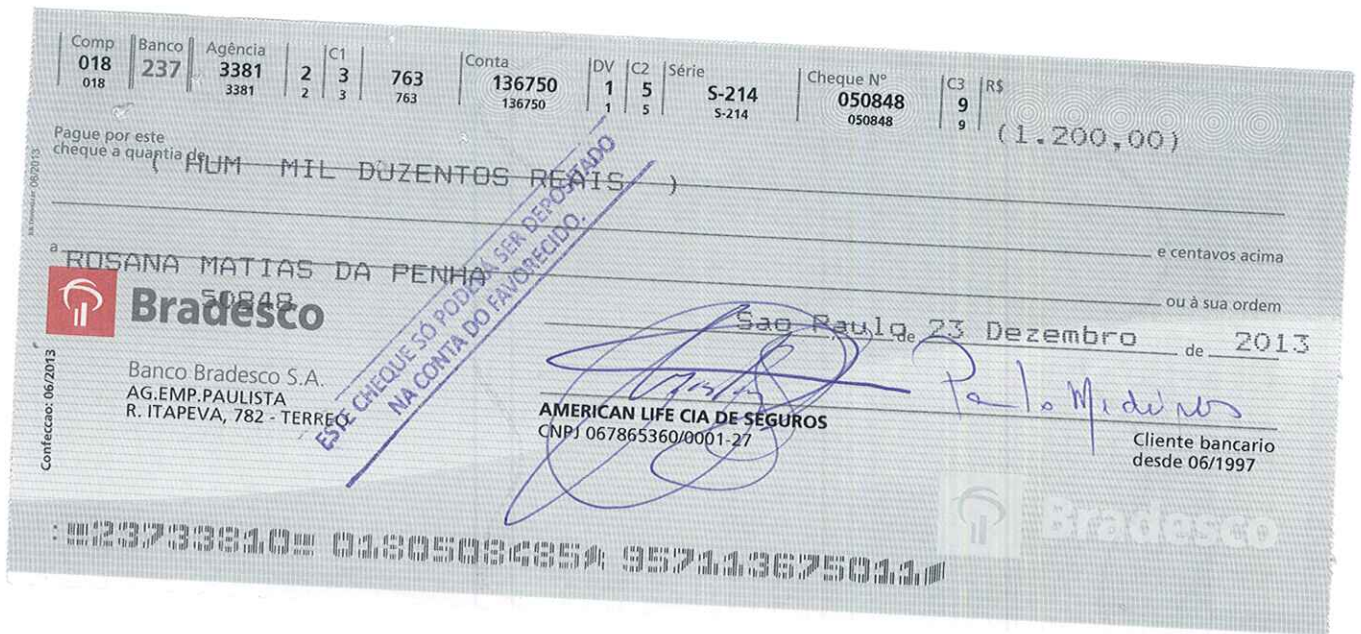 Comp Banco Agência C1 Conta DV C2 Série Cheque Nº C3 R$
018 237 3381 2 3 763 136750 1 5 S-214 050848 9 (1.200,00)
018 3381 2 3 763 136750 1 5 S-214 050848 9
Pague por este
cheque a quantia de ( HUM MIL DUZENTOS REAIS )
e centavos acima
a ROSANA MATIAS DA PENHA
50848
ou à sua ordem
Bradesco
Sao Paulo, de 23 Dezembro de 2013
Banco Bradesco S.A.
AG.EMP.PAULISTA
R. ITAPEVA, 782 - TERREO
Confeccao: 06/2013
ESTE CHEQUE SÓ PODERÁ SER DEPOSITADO
NA CONTA DO FAVORECIDO.
Paulo Medeiros
AMERICAN LIFE CIA DE SEGUROS
CNPJ 067865360/0001-27
Cliente bancario
desde 06/1997
Bradesco
23733810 0180508485 957113675011